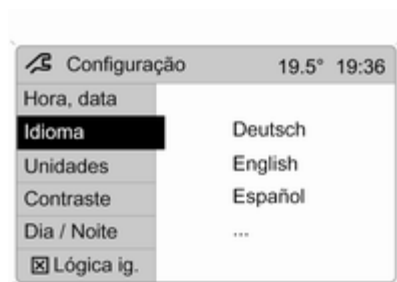 Configuração 19.5° 19:36
Hora, data
Idioma Deutsch
Unidades English
Contraste Español
Dia / Noite ...
Lógica ig.